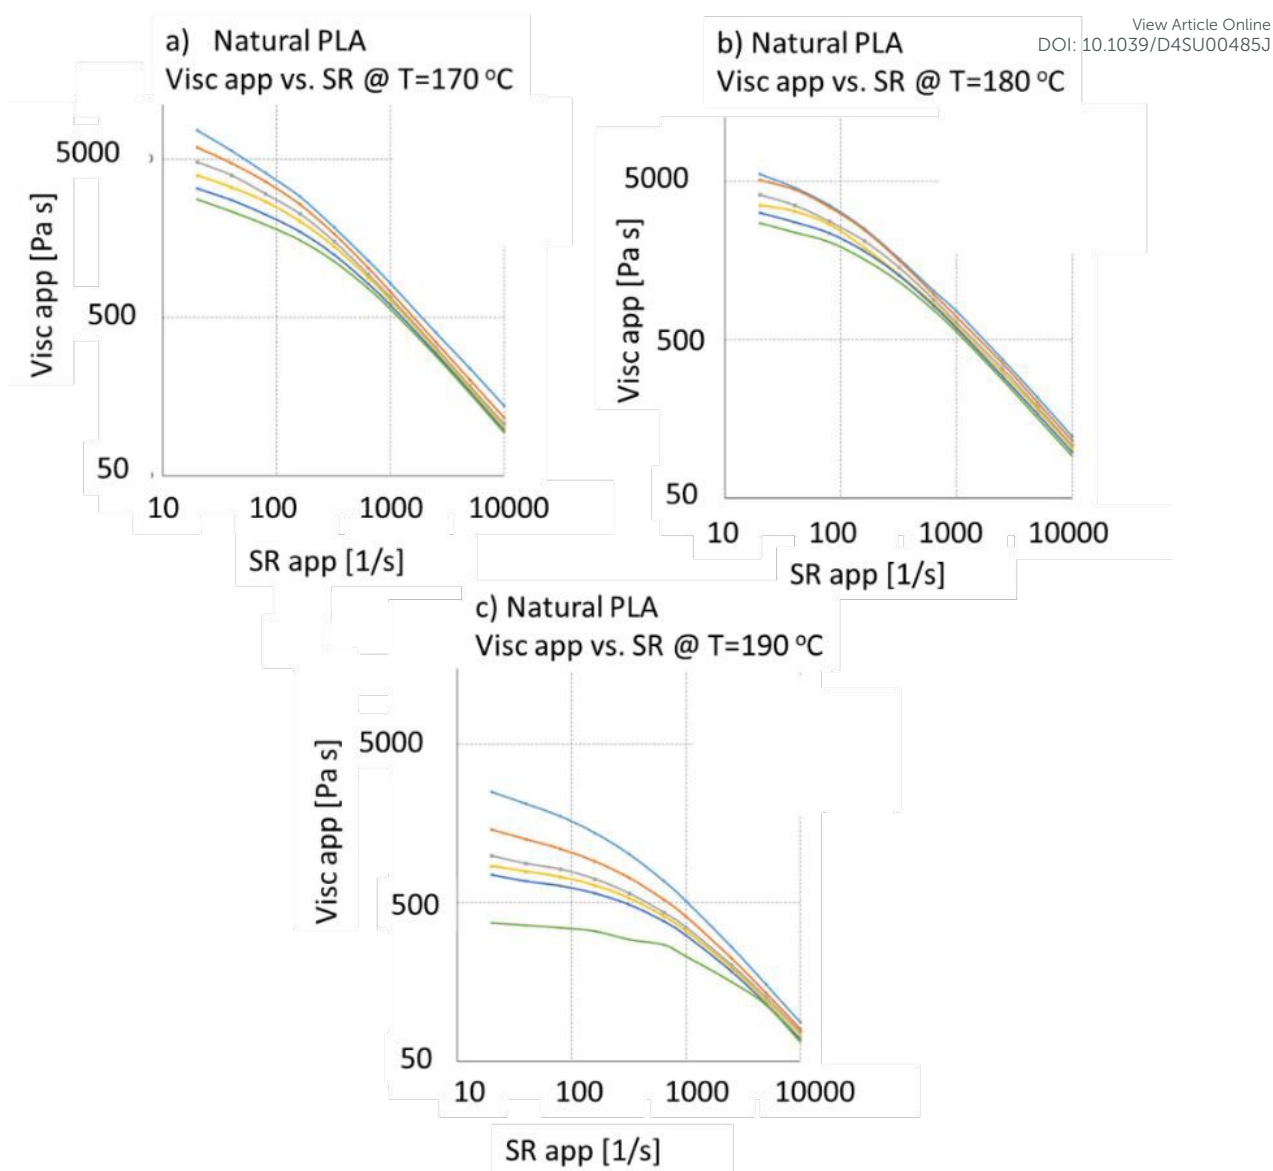 View Article Online
DOI: 10.1039/D4SU00485J
a) Natural PLA
Visc app vs. SR @ T=170 °C
Visc app [Pa s]
5000
500
50
10 100 1000 10000
SR app [1/s]
b) Natural PLA
Visc app vs. SR @ T=180 °C
Visc app [Pa s]
5000
500
50
10 100 1000 10000
SR app [1/s]
c) Natural PLA
Visc app vs. SR @ T=190 °C
Visc app [Pa s]
5000
500
50
10 100 1000 10000
SR app [1/s]